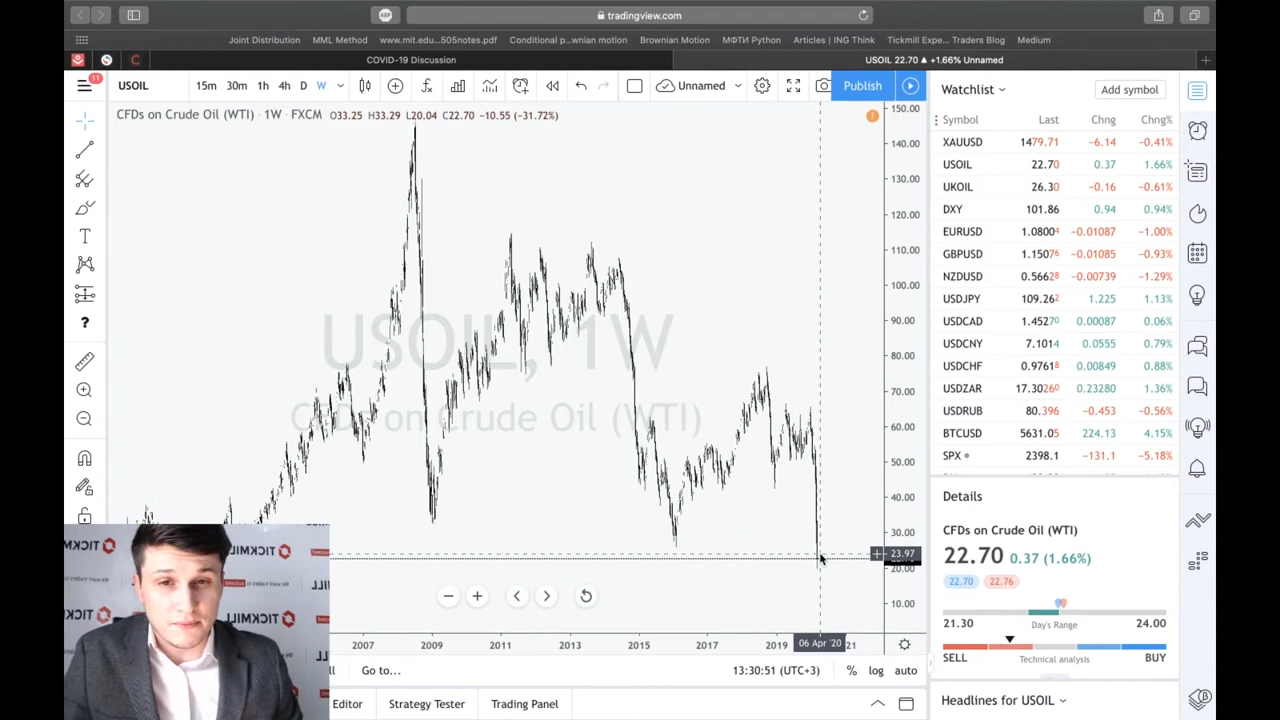 tradingview.com
ABP
Joint Distribution MML Method www.mit.edu...505notes.pdf Conditional p...wnian motion Brownian Motion МФТИ Python Articles | ING Think Tickmill Expe... Traders Blog Medium
COVID-19 Discussion USOIL 22.70 ▲ +1.66% Unnamed
11 USOIL 15m 30m 1h 4h D W Unnamed Publish
CFDs on Crude Oil (WTI) · 1W · FXCM O33.25 H33.29 L20.04 C22.70 −10.55 (−31.72%)
USOIL, 1W
CFDs on Crude Oil (WTI)
150.00
140.00
130.00
120.00
110.00
100.00
90.00
80.00
70.00
60.00
50.00
40.00
30.00
23.97
20.00
10.00
2007 2009 2011 2013 2015 2017 2019 06 Apr '20 21
Go to... 13:30:51 (UTC+3) % log auto
Editor Strategy Tester Trading Panel
Watchlist Add symbol
Symbol Last Chng Chng%
XAUUSD 1479.71 −6.14 −0.41%
USOIL 22.70 0.37 1.66%
UKOIL 26.30 −0.16 −0.61%
DXY 101.86 0.94 0.94%
EURUSD 1.08004 −0.01087 −1.00%
GBPUSD 1.15076 −0.01085 −0.93%
NZDUSD 0.56628 −0.00739 −1.29%
USDJPY 109.262 1.225 1.13%
USDCAD 1.45270 0.00087 0.06%
USDCNY 7.1014 0.0555 0.79%
USDCHF 0.97618 0.00849 0.88%
USDZAR 17.30260 0.23280 1.36%
USDRUB 80.396 −0.453 −0.56%
BTCUSD 5631.05 224.13 4.15%
SPX 2398.1 −131.1 −5.18%
Details
CFDs on Crude Oil (WTI)
22.70 0.37 (1.66%)
22.70 22.76
21.30 Day's Range 24.00
SELL Technical analysis BUY
Headlines for USOIL
TICKMILL